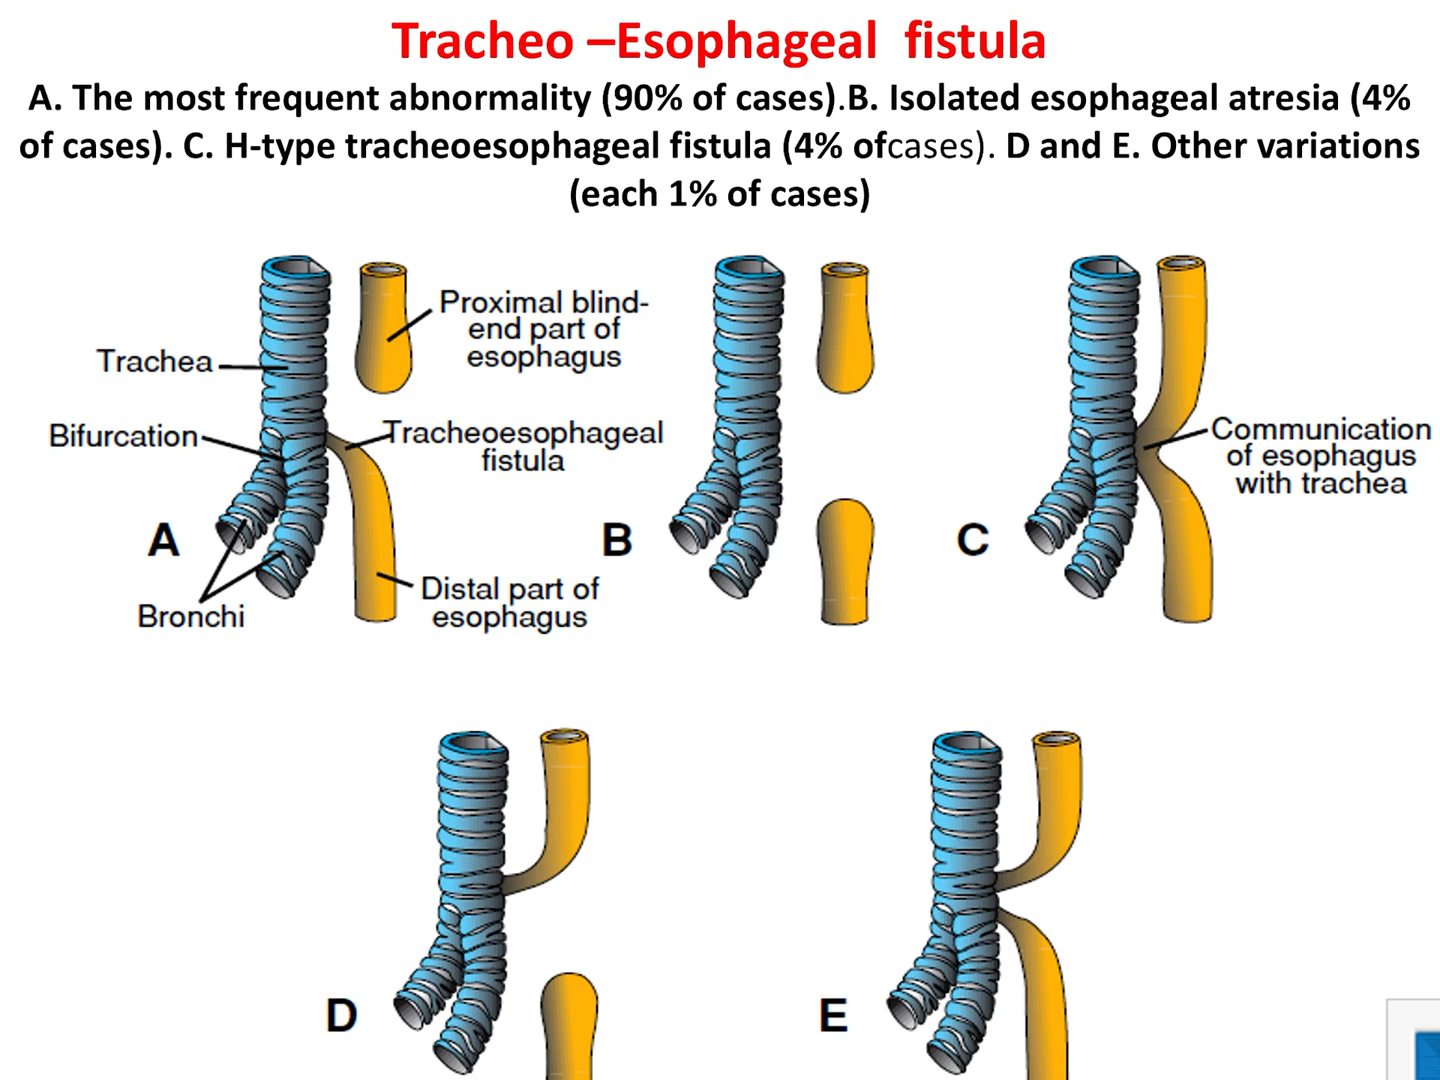 Tracheo –Esophageal fistula
A. The most frequent abnormality (90% of cases).B. Isolated esophageal atresia (4%
of cases). C. H-type tracheoesophageal fistula (4% ofcases). D and E. Other variations
(each 1% of cases)
Proximal blind-
end part of
esophagus
Trachea
Bifurcation
Tracheoesophageal
fistula
A
Bronchi
Distal part of
esophagus
B
C
Communication
of esophagus
with trachea
D
E